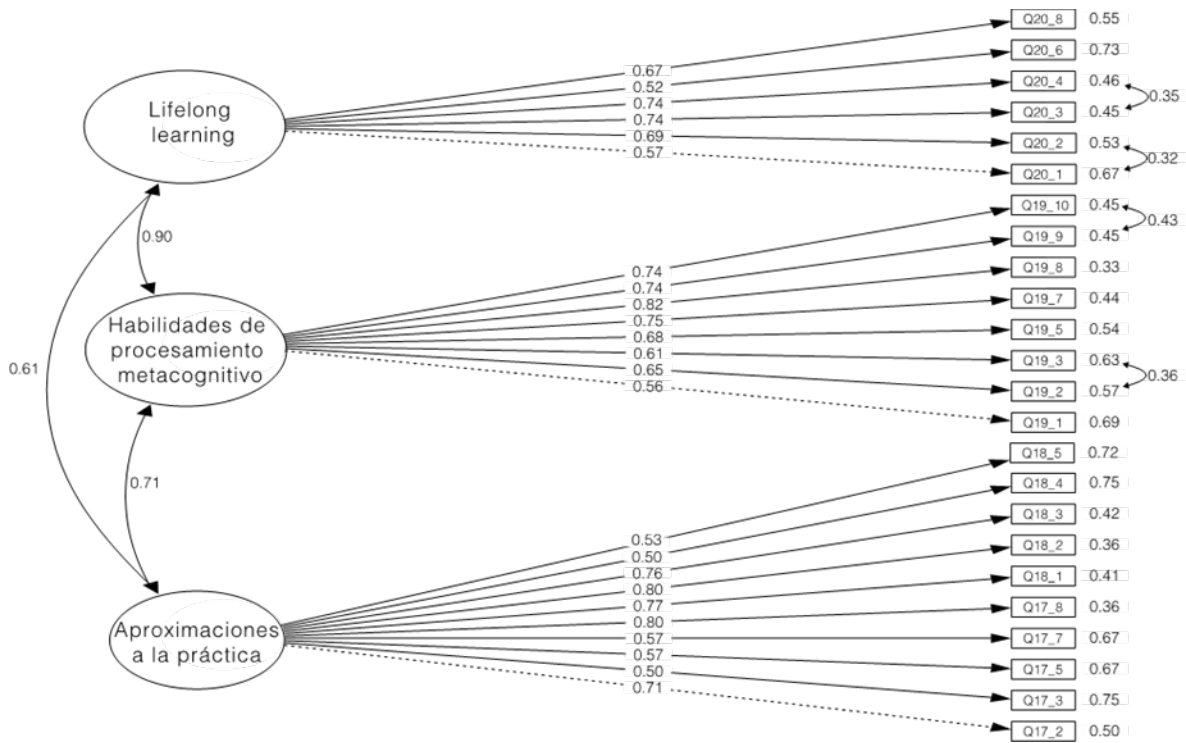 Lifelong
learning
Habilidades de
procesamiento
metacognitivo
Aproximaciones
a la práctica
0.61
0.90
0.71
0.67
0.52
0.74
0.74
0.69
0.57
0.74
0.74
0.82
0.75
0.68
0.61
0.65
0.56
0.53
0.50
0.76
0.80
0.77
0.80
0.57
0.57
0.50
0.71
Q20_8 0.55
Q20_6 0.73
Q20_4 0.46
0.35
Q20_3 0.45
Q20_2 0.53
0.32
Q20_1 0.67
Q19_10 0.45
0.43
Q19_9 0.45
Q19_8 0.33
Q19_7 0.44
Q19_5 0.54
Q19_3 0.63
0.36
Q19_2 0.57
Q19_1 0.69
Q18_5 0.72
Q18_4 0.75
Q18_3 0.42
Q18_2 0.36
Q18_1 0.41
Q17_8 0.36
Q17_7 0.67
Q17_5 0.67
Q17_3 0.75
Q17_2 0.50